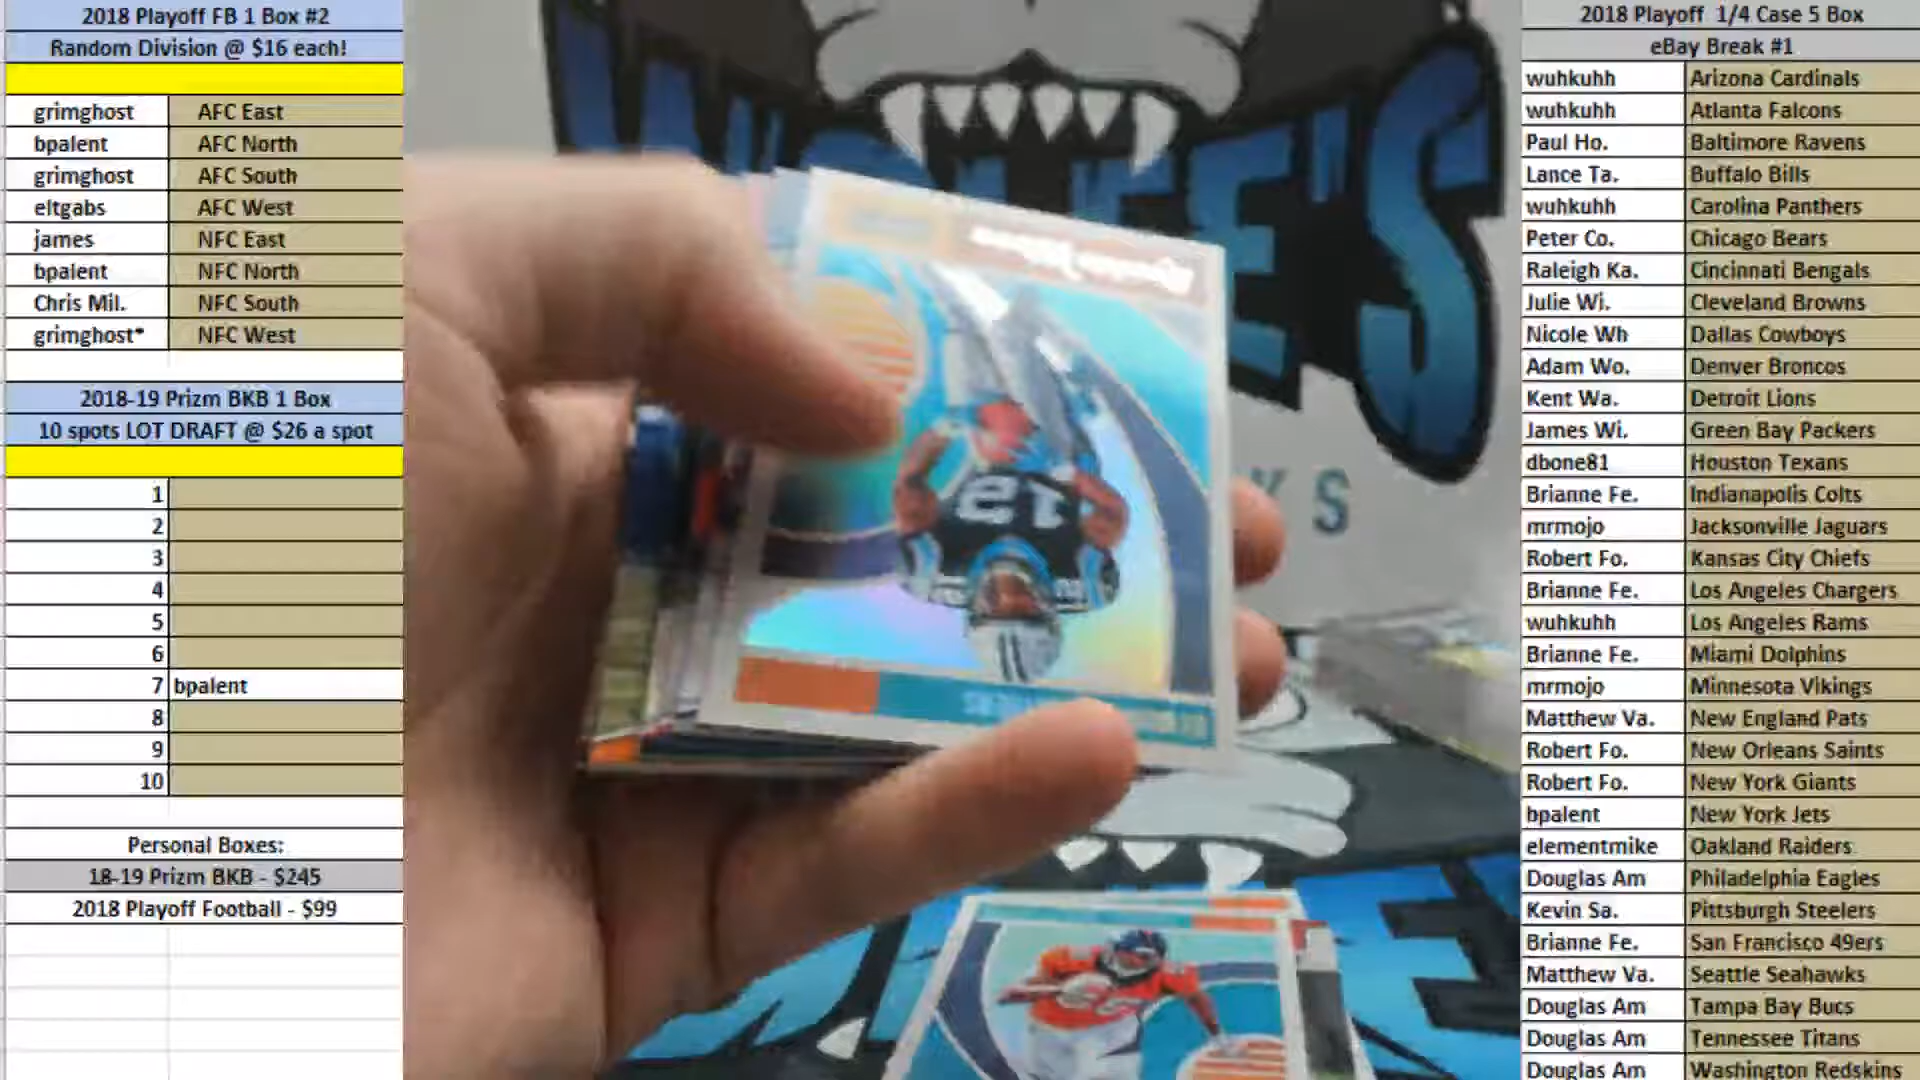 2018 Playoff FB 1 Box #2
Random Division @ $16 each!
grimghost AFC East
bpalent AFC North
grimghost AFC South
eltgabs AFC West
james NFC East
bpalent NFC North
Chris Mil. NFC South
grimghost* NFC West
2018-19 Prizm BKB 1 Box
10 spots LOT DRAFT @ $26 a spot
1
2
3
4
5
6
7 bpalent
8
9
10
Personal Boxes:
18-19 Prizm BKB - $245
2018 Playoff Football - $99
12
2018 Playoff 1/4 Case 5 Box
eBay Break #1
wuhkuhh Arizona Cardinals
wuhkuhh Atlanta Falcons
Paul Ho. Baltimore Ravens
Lance Ta. Buffalo Bills
wuhkuhh Carolina Panthers
Peter Co. Chicago Bears
Raleigh Ka. Cincinnati Bengals
Julie Wi. Cleveland Browns
Nicole Wh Dallas Cowboys
Adam Wo. Denver Broncos
Kent Wa. Detroit Lions
James Wi. Green Bay Packers
dbone81 Houston Texans
Brianne Fe. Indianapolis Colts
mrmojo Jacksonville Jaguars
Robert Fo. Kansas City Chiefs
Brianne Fe. Los Angeles Chargers
wuhkuhh Los Angeles Rams
Brianne Fe. Miami Dolphins
mrmojo Minnesota Vikings
Matthew Va. New England Pats
Robert Fo. New Orleans Saints
Robert Fo. New York Giants
bpalent New York Jets
elementmike Oakland Raiders
Douglas Am Philadelphia Eagles
Kevin Sa. Pittsburgh Steelers
Brianne Fe. San Francisco 49ers
Matthew Va. Seattle Seahawks
Douglas Am Tampa Bay Bucs
Douglas Am Tennessee Titans
Douglas Am Washington Redskins